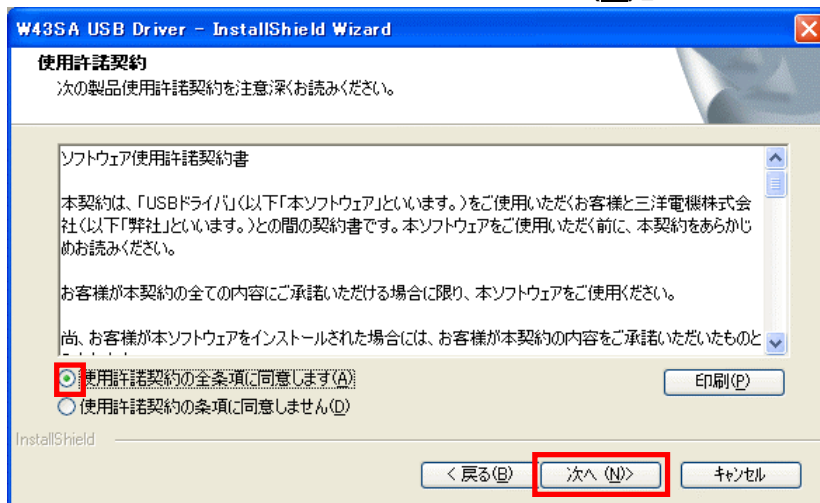 W43SA USB Driver - InstallShield Wizard
使用許諾契約
次の製品使用許諾契約を注意深くお読みください。
ソフトウェア使用許諾契約書
本契約は、「USBドライバ」(以下「本ソフトウェア」といいます。)をご使用いただくお客様と三洋電機株式会
社(以下「弊社」といいます。)との間の契約書です。本ソフトウェアをご使用いただく前に、本契約をあらかじ
めお読みください。
お客様が本契約の全ての内容にご承諾いただける場合に限り、本ソフトウェアをご使用ください。
尚、お客様が本ソフトウェアをインストールされた場合には、お客様が本契約の内容をご承諾いただいたものと
使用許諾契約の全条項に同意します(A)
印刷(P)
使用許諾契約の条項に同意しません(D)
InstallShield
< 戻る(B)
次へ (N)>
キャンセル